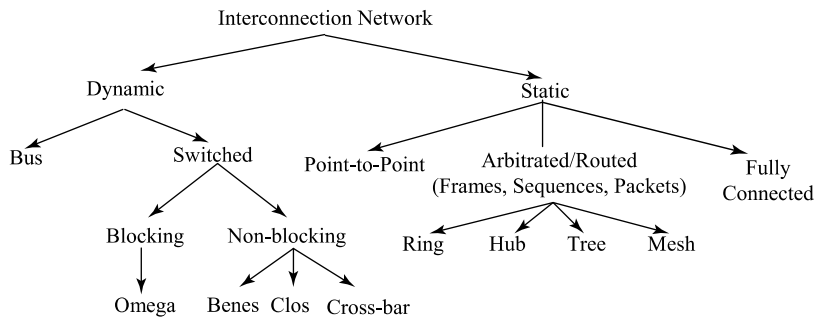 Interconnection Network
Dynamic
Static
Bus
Switched
Point-to-Point
Arbitrated/Routed
(Frames, Sequences, Packets)
Fully
Connected
Blocking
Non-blocking
Ring
Hub
Tree
Mesh
Omega
Benes
Clos
Cross-bar